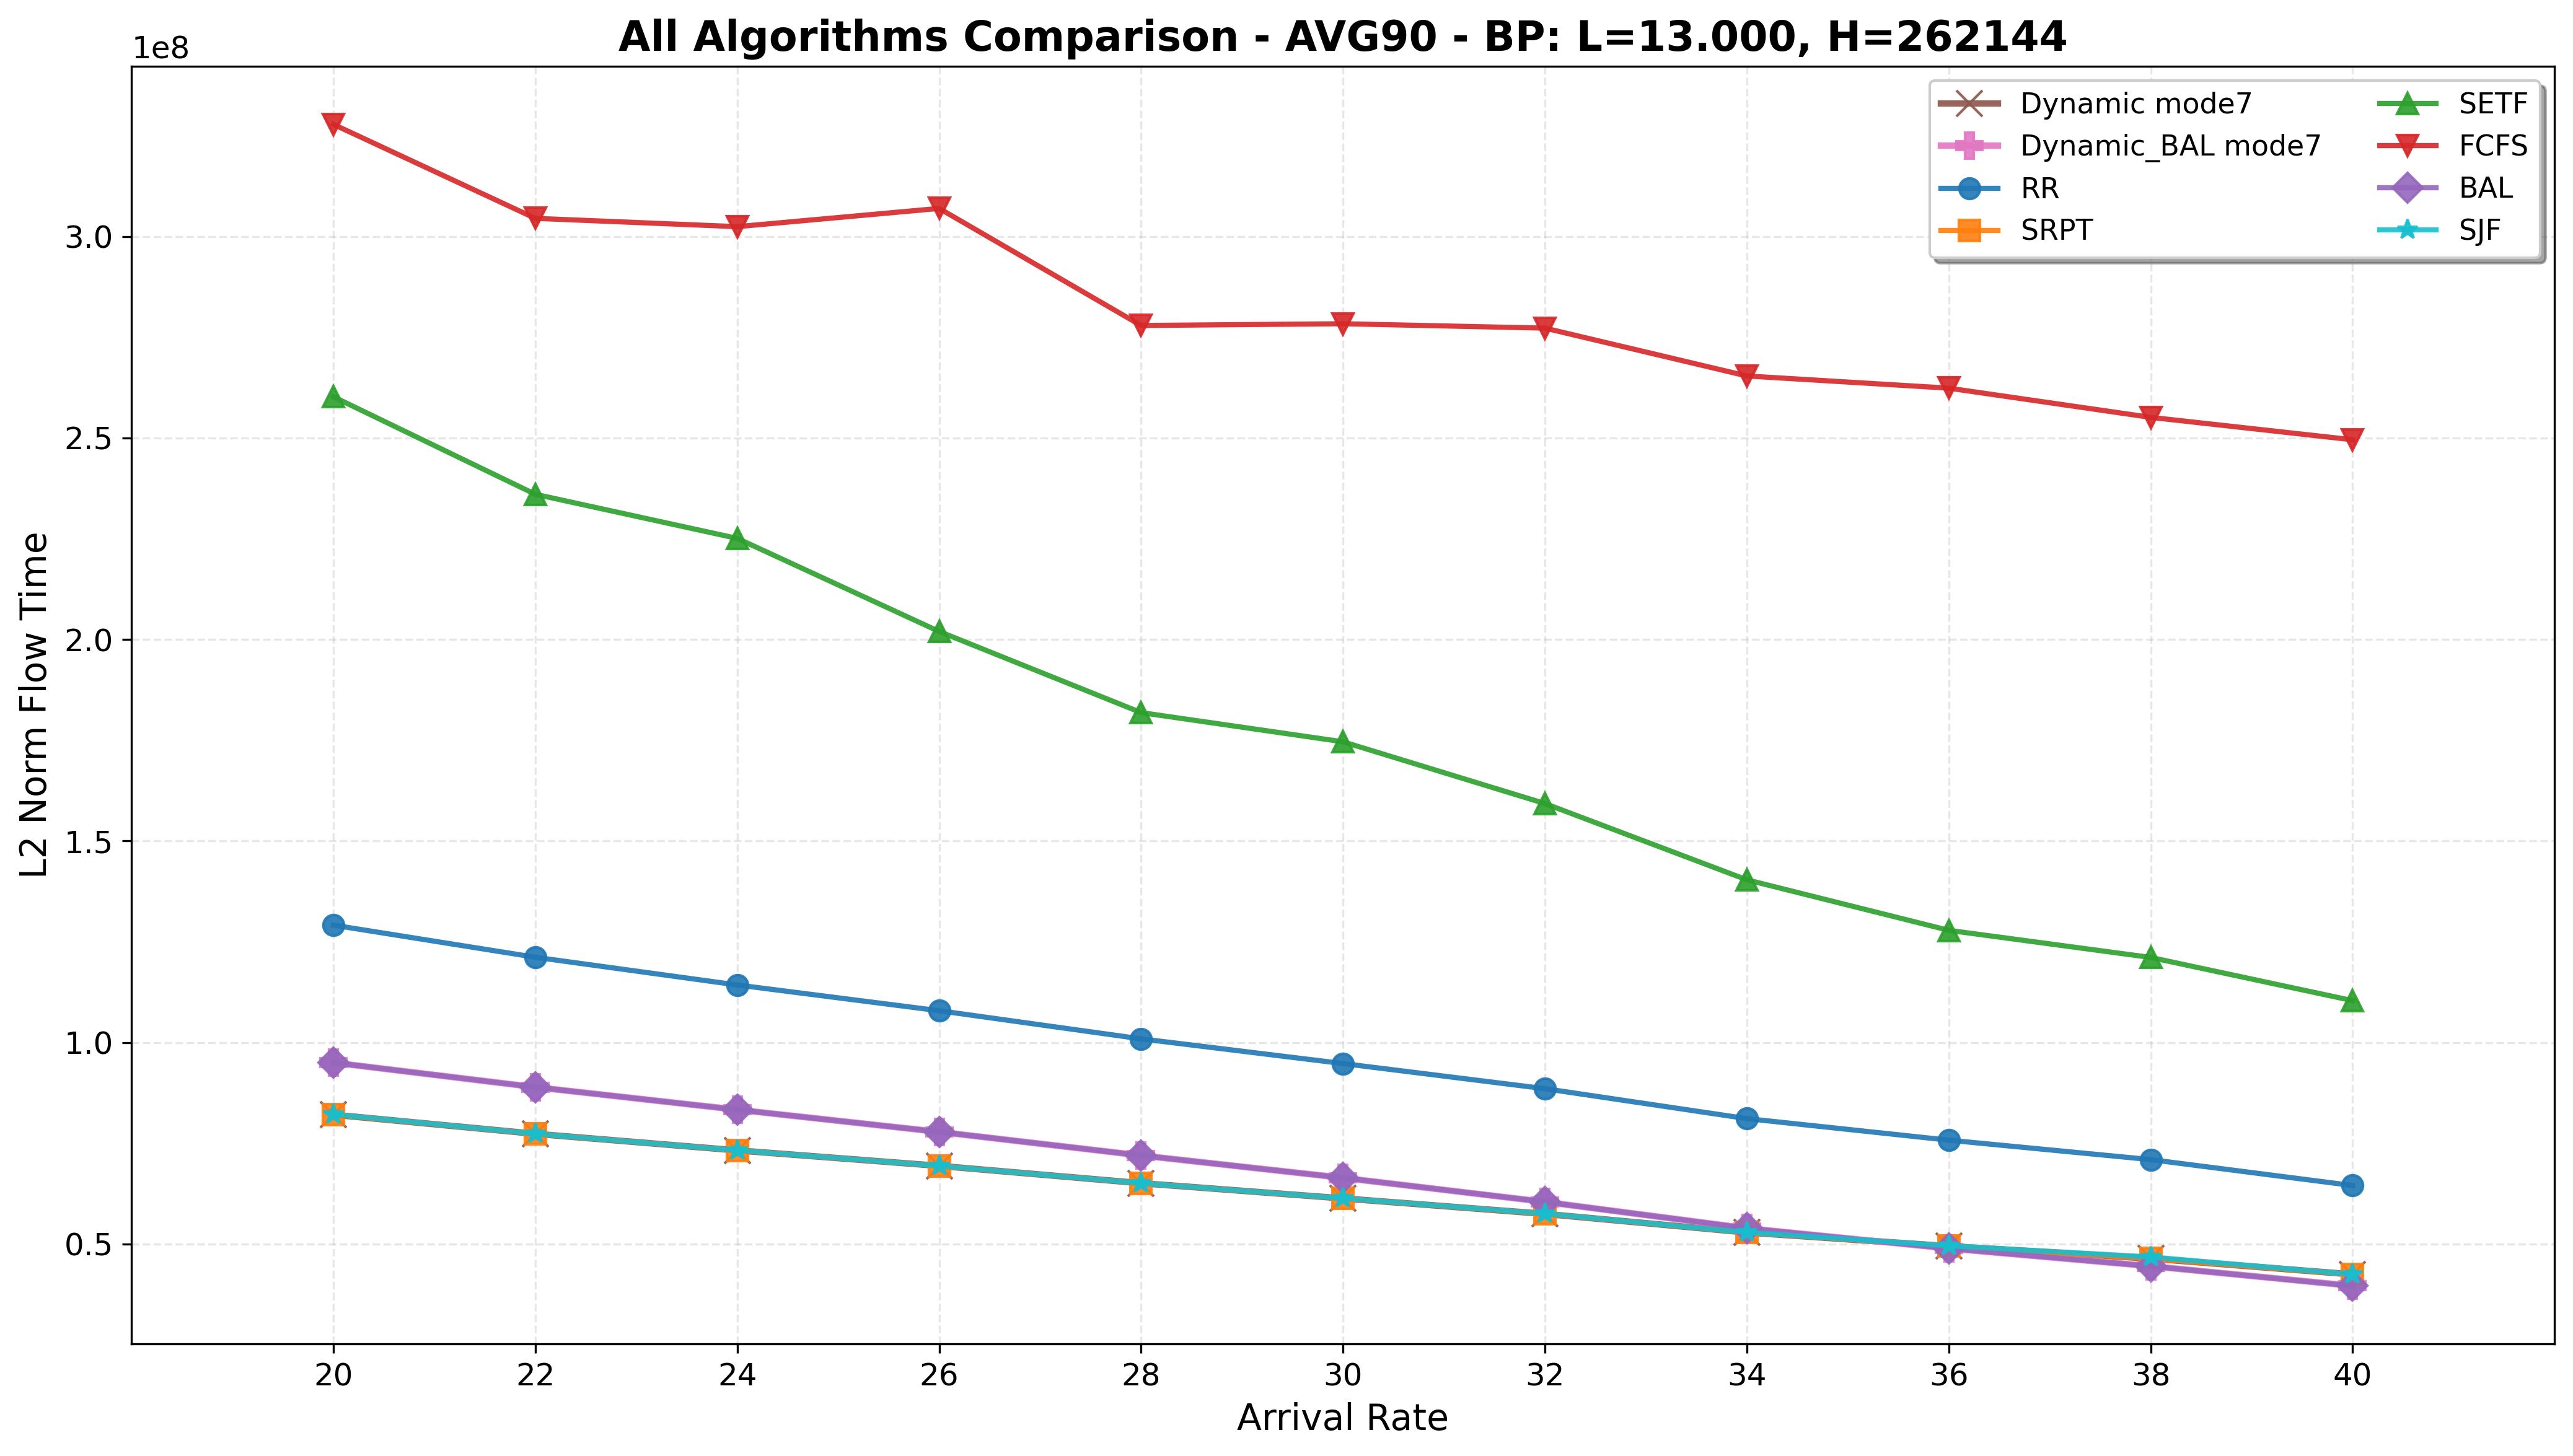 All Algorithms Comparison - AVG90 - BP: L=13.000, H=262144
1e8
Dynamic mode7
Dynamic_BAL mode7
RR
SRPT
SETF
FCFS
BAL
SJF
L2 Norm Flow Time
3.0
2.5
2.0
1.5
1.0
0.5
20 22 24 26 28 30 32 34 36 38 40
Arrival Rate